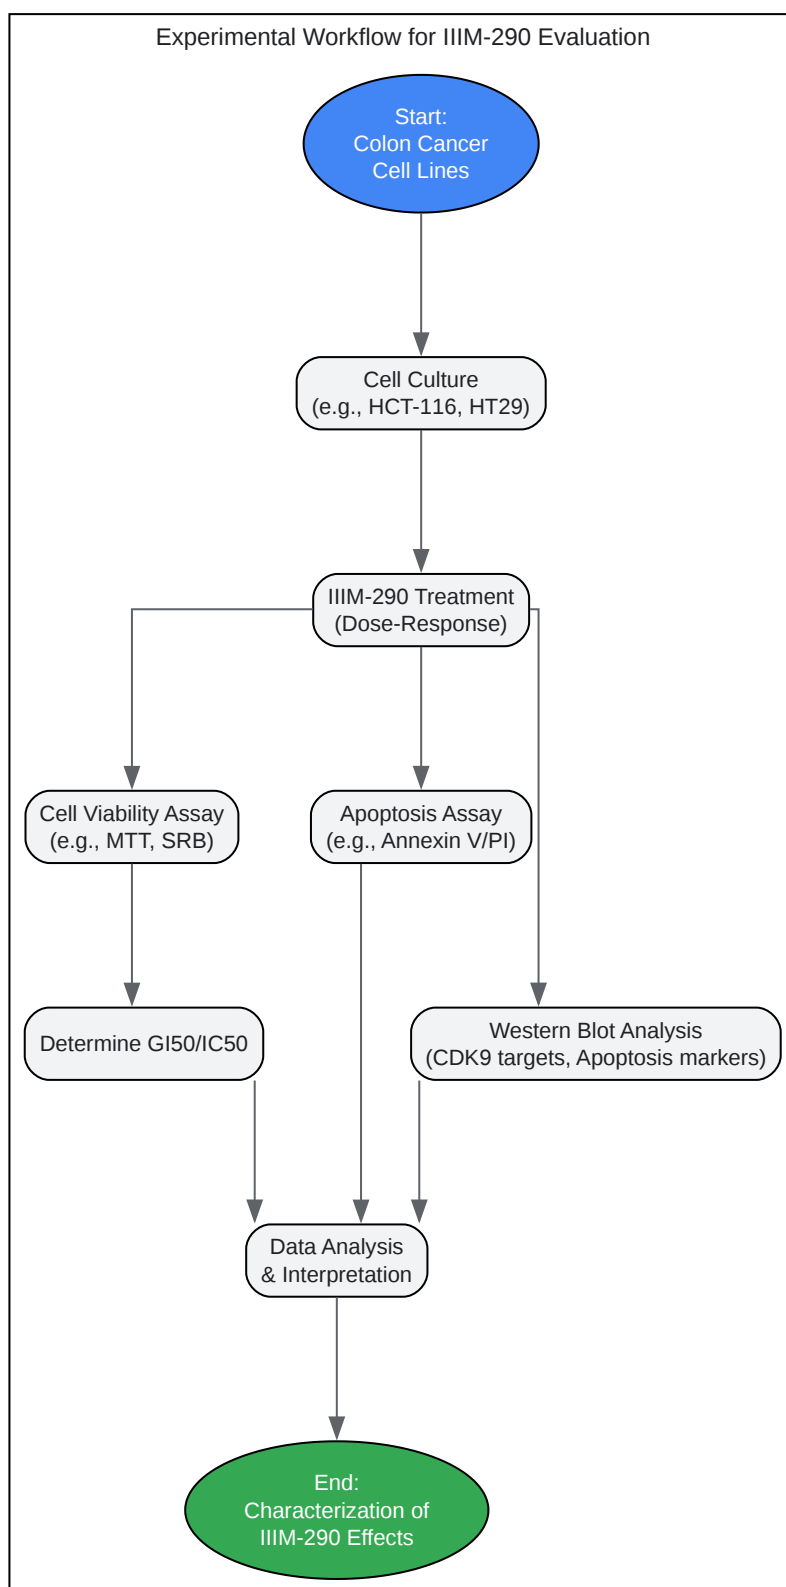 Experimental Workflow for IIIM-290 Evaluation
Start:
Colon Cancer
Cell Lines
Cell Culture
(e.g., HCT-116, HT29)
IIIM-290 Treatment
(Dose-Response)
Cell Viability Assay
(e.g., MTT, SRB)
Apoptosis Assay
(e.g., Annexin V/PI)
Determine GI50/IC50
Western Blot Analysis
(CDK9 targets, Apoptosis markers)
Data Analysis
& Interpretation
End:
Characterization of
IIIM-290 Effects